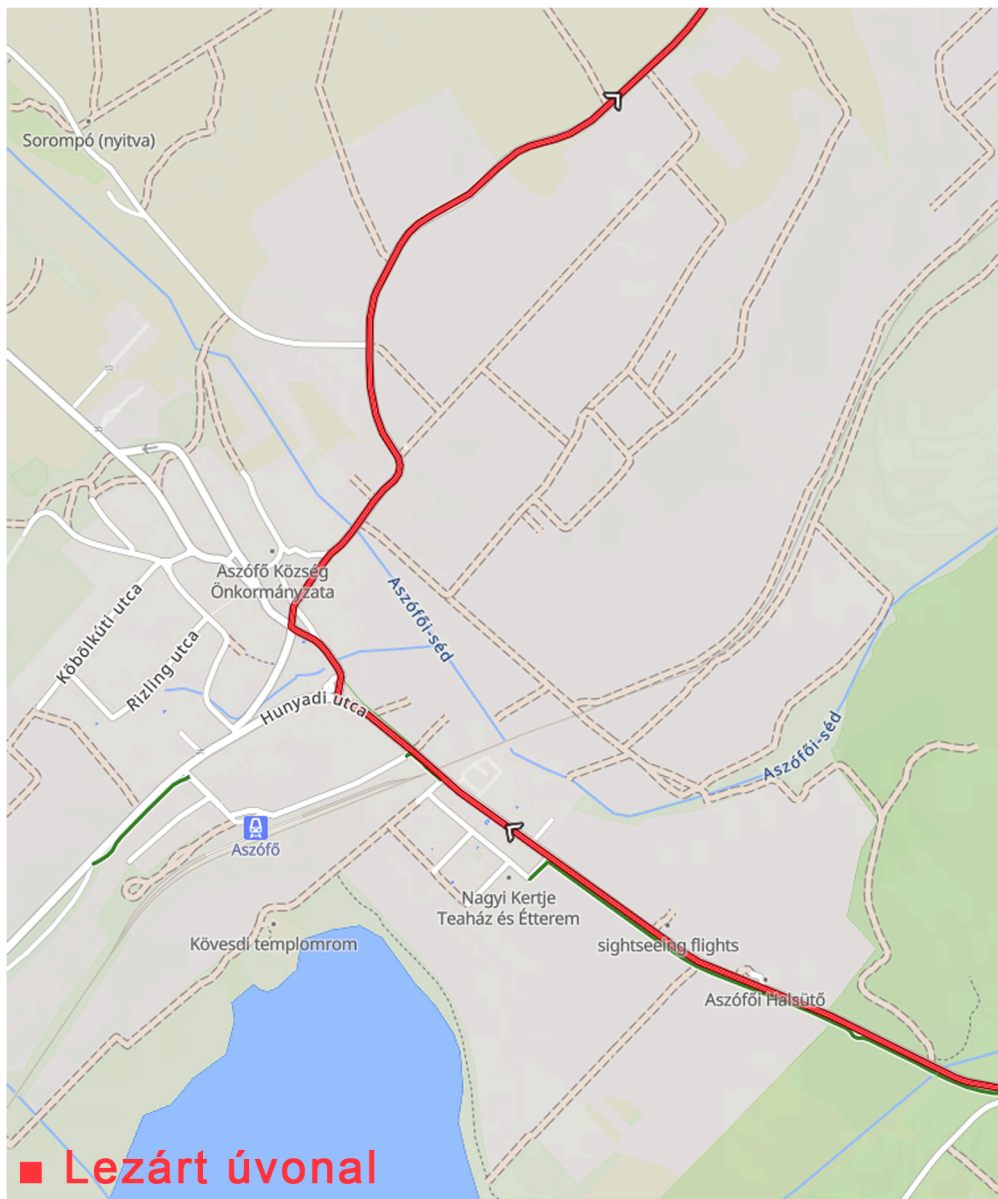 Sorompó (nyitva)
Aszófő Község
Önkormányzata
Aszófői-séd
Köbölkúti utca
Rizling utca
Hunyadi utca
Aszófői-séd
Aszófő
Nagyi Kertje
Teaház és Étterem
Kövesdi templomrom
sightseeing flights
Aszófői Halsütő
Lezárt úvonal